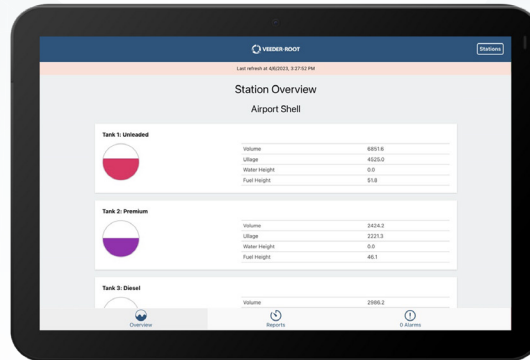 VEEDER-ROOT
Stations
Last refresh at 4/6/2023, 3:27:52 PM
Station Overview
Airport Shell
Tank 1: Unleaded
Volume 6851.6
Ullage 4525.0
Water Height 0.0
Fuel Height 51.8
Tank 2: Premium
Volume 2424.2
Ullage 2221.3
Water Height 0.0
Fuel Height 46.1
Tank 3: Diesel
Volume 2986.2
Overview
Reports
0 Alarms